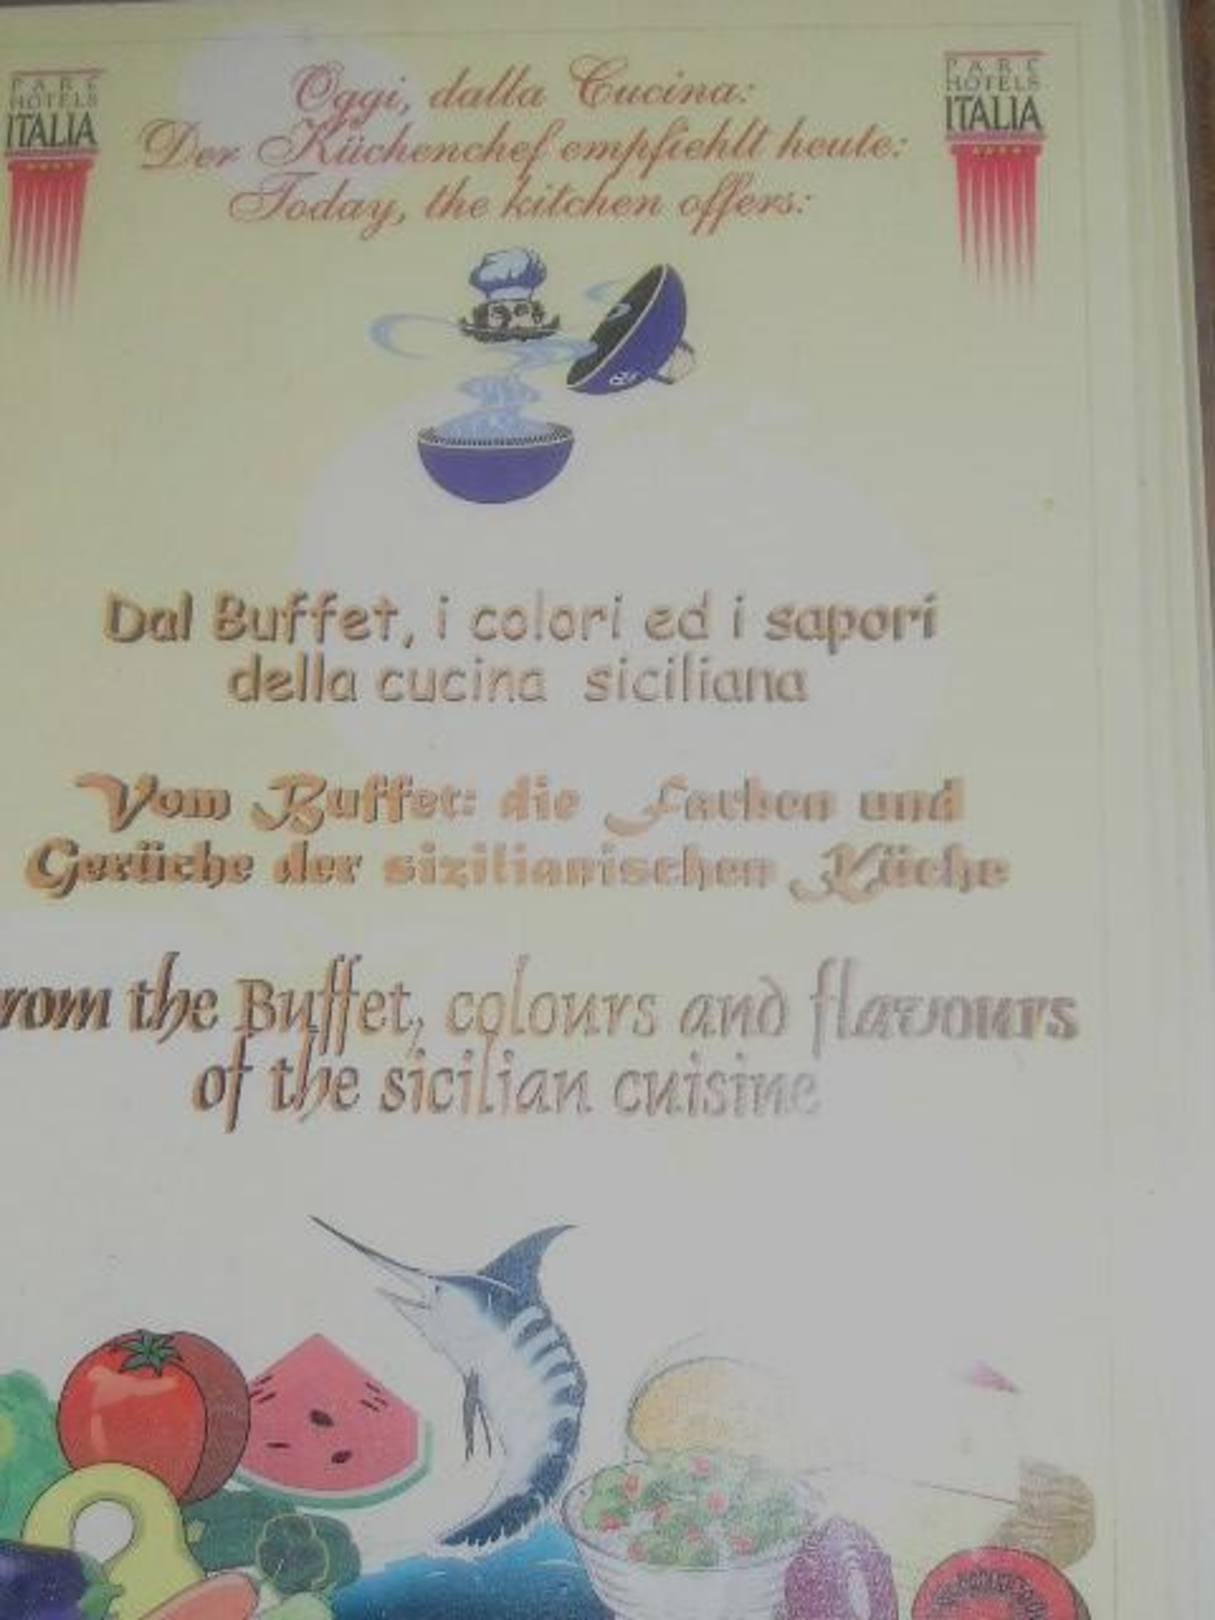 PARC
HOTELS
ITALIA
PARC
HOTELS
ITALIA
Oggi, dalla Cucina:
Der Küchenchef empfiehlt heute:
Today, the kitchen offers:
Dal Buffet, i colori ed i sapori
della cucina siciliana
Vom Buffet: die Farben und
Gerüche der sizilianischen Küche
rom the Buffet, colours and flavours
of the sicilian cuisine